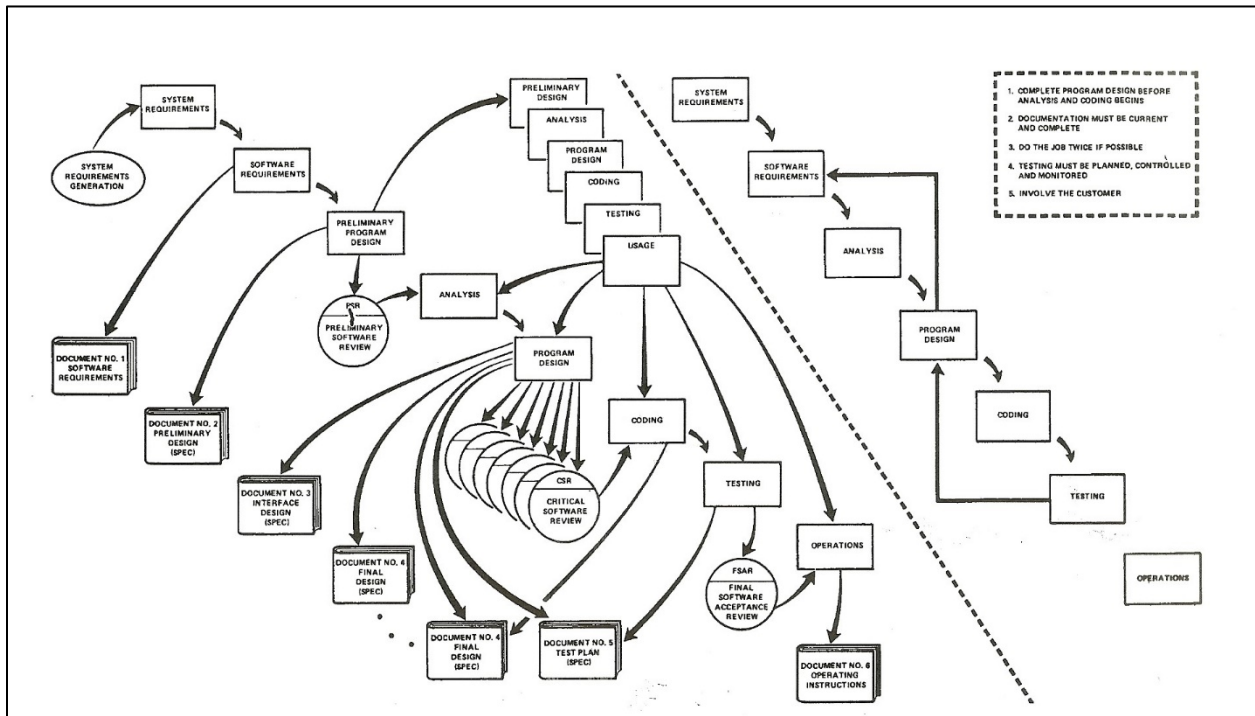 SYSTEM
REQUIREMENTS
SYSTEM
REQUIREMENTS
GENERATION
SOFTWARE
REQUIREMENTS
PRELIMINARY
PROGRAM
DESIGN
PSR
PRELIMINARY
SOFTWARE
REVIEW
PRELIMINARY
DESIGN
ANALYSIS
PROGRAM
DESIGN
CODING
TESTING
USAGE
ANALYSIS
PROGRAM
DESIGN
CSR
CRITICAL
SOFTWARE
REVIEW
CODING
TESTING
FSAR
FINAL
SOFTWARE
ACCEPTANCE
REVIEW
OPERATIONS
DOCUMENT NO. 1
SOFTWARE
REQUIREMENTS
DOCUMENT NO. 2
PRELIMINARY
DESIGN
(SPEC)
DOCUMENT NO. 3
INTERFACE
DESIGN
(SPEC)
DOCUMENT NO. 4
FINAL
DESIGN
(SPEC)
DOCUMENT NO. 4
FINAL
DESIGN
(SPEC)
DOCUMENT NO. 5
TEST PLAN
(SPEC)
DOCUMENT NO. 6
OPERATING
INSTRUCTIONS
SYSTEM
REQUIREMENTS
SOFTWARE
REQUIREMENTS
ANALYSIS
PROGRAM
DESIGN
CODING
TESTING
OPERATIONS
1. COMPLETE PROGRAM DESIGN BEFORE
ANALYSIS AND CODING BEGINS
2. DOCUMENTATION MUST BE CURRENT
AND COMPLETE
3. DO THE JOB TWICE IF POSSIBLE
4. TESTING MUST BE PLANNED, CONTROLLED
AND MONITORED
5. INVOLVE THE CUSTOMER